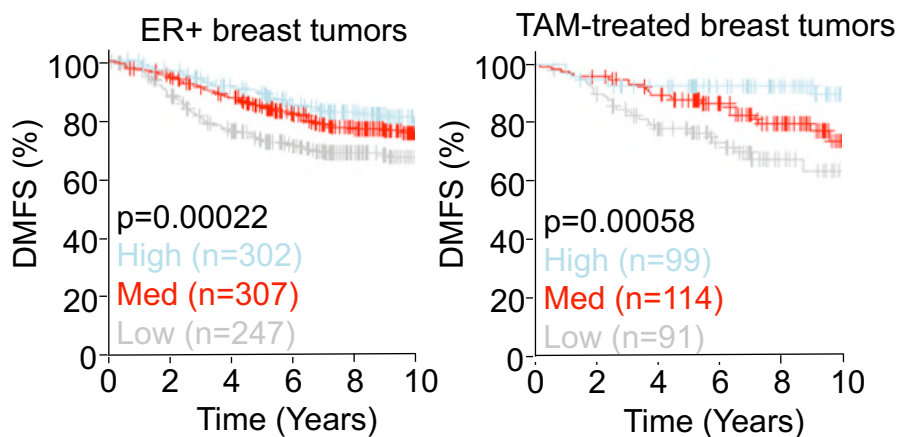 ER+ breast tumors
DMFS (%)
100
80
60
40
20
0
p=0.00022
High (n=302)
Med (n=307)
Low (n=247)
0 2 4 6 8 10
Time (Years)
TAM-treated breast tumors
DMFS (%)
100
80
60
40
20
0
p=0.00058
High (n=99)
Med (n=114)
Low (n=91)
0 2 4 6 8 10
Time (Years)